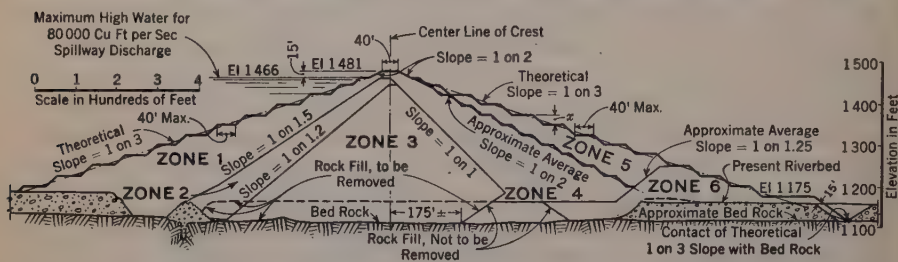 Maximum High Water for
80 000 Cu Ft per Sec
Spillway Discharge
El 1466
15'
El 1481
40'
Center Line of Crest
Slope = 1 on 2
Theoretical
Slope = 1 on 3
40' Max.
x
0 1 2 3 4
Scale in Hundreds of Feet
40' Max.
Theoretical
Slope = 1 on 3
ZONE 1
Slope = 1 on 1.5
Slope = 1 on 1.2
ZONE 3
Slope = 1 on 1
Approximate Average
Slope = 1 on 2
ZONE 5
Approximate Average
Slope = 1 on 1.25
Present Riverbed
ZONE 2
Rock Fill, to be
Removed
ZONE 4
ZONE 6
El 1175
15'
Bed Rock
175'±
Approximate Bed Rock
Rock Fill, Not to be
Removed
Contact of Theoretical
1 on 3 Slope with Bed Rock
1500
1400
1300
1200
1100
Elevation in Feet